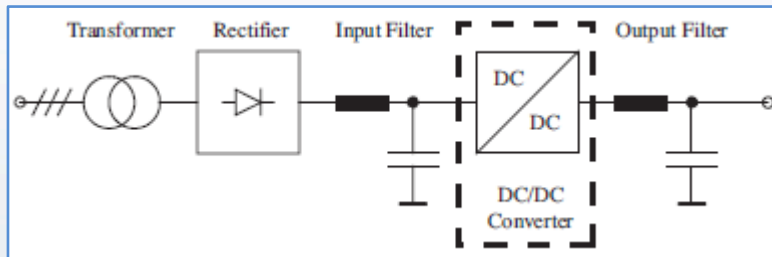 Transformer Rectifier Input Filter Output Filter
DC
DC
DC/DC
Converter